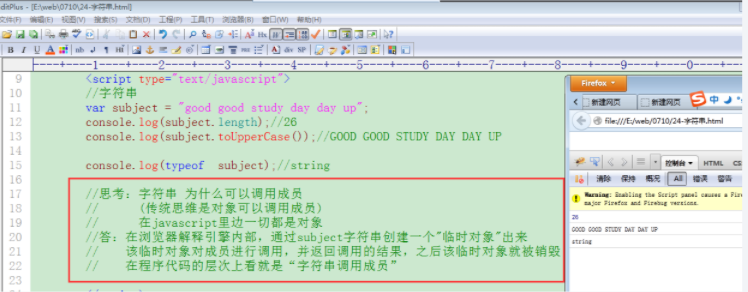 ditPlus - [E:\web\0710\24-字符串.html]
文件(F) 编辑(E) 视图(V) 搜索(S) 文档(D) 工程(P) 工具(T) 浏览器(B) 窗口(W) 帮助(H)
----+----1----+----2----+----3----+----4----+----5----+----6----+----7----+----8----+----9----+----0----+--
9 <script type="text/javascript">
10 //字符串
11 var subject = "good good study day day up";
12 console.log(subject.length);//26
13 console.log(subject.toUpperCase());//GOOD GOOD STUDY DAY DAY UP
14
15 console.log(typeof subject);//string
16
17 //思考: 字符串 为什么可以调用成员
18 // (传统思维是对象可以调用成员)
19 // 在javascript里边一切都是对象
20 //答: 在浏览器解释引擎内部，通过subject字符串创建一个"临时对象"出来
21 // 该临时对象对成员进行调用，并返回调用的结果，之后该临时对象就被销毁
22 // 在程序代码的层次上看就是“字符串调用成员”
23
Firefox
新建网页 新建网页 中
file:///E:/web/0710/24-字符串.html
控制台 HTML CS
清除 保持 概况 All 错误 警告
Warning: Enabling the Script panel causes a Fire
major Firefox and Firebug versions.
26
GOOD GOOD STUDY DAY DAY UP
string